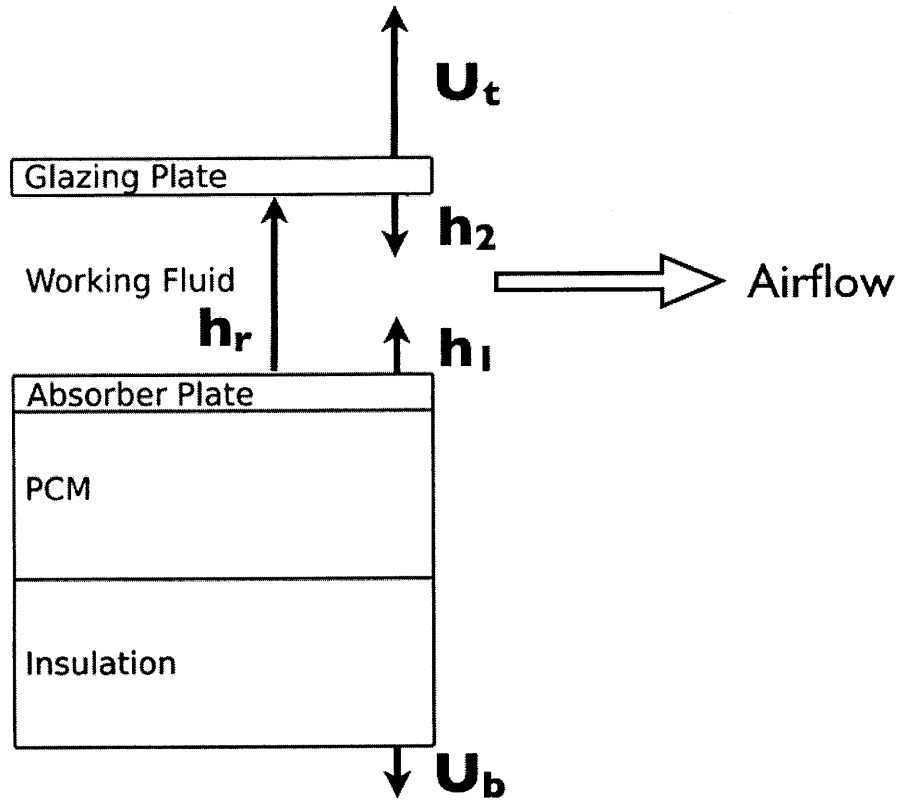 Ut
Glazing Plate
h2
Working Fluid
Airflow
hr
h1
Absorber Plate
PCM
Insulation
Ub